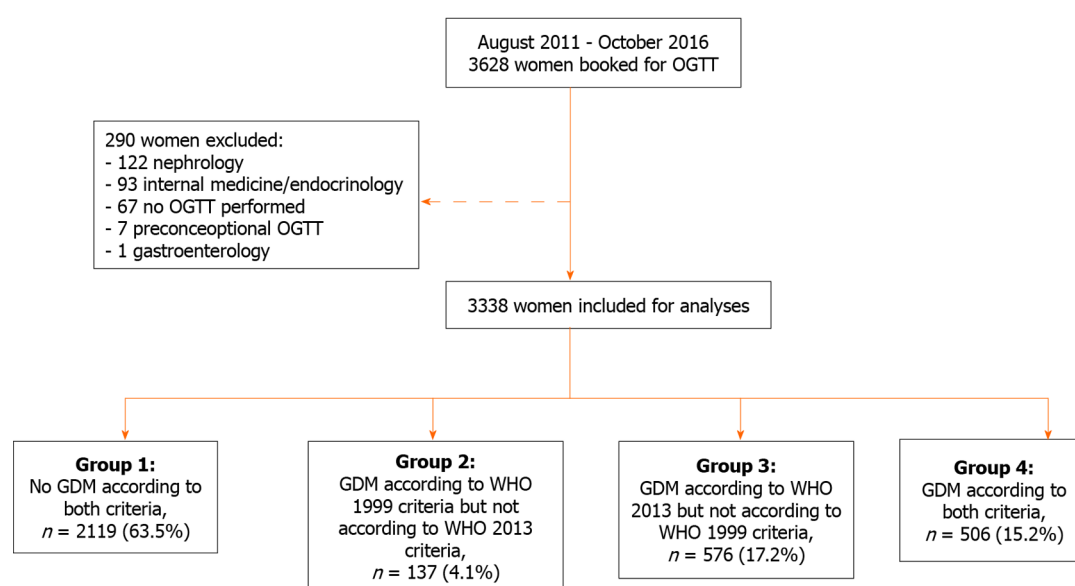 August 2011 - October 2016
3628 women booked for OGTT
290 women excluded:
- 122 nephrology
- 93 internal medicine/endocrinology
- 67 no OGTT performed
- 7 preconceoptional OGTT
- 1 gastroenterology
3338 women included for analyses
Group 1:
No GDM according to
both criteria,
n = 2119 (63.5%)
Group 2:
GDM according to WHO
1999 criteria but not
according to WHO 2013
criteria,
n = 137 (4.1%)
Group 3:
GDM according to WHO
2013 but not according to
WHO 1999 criteria,
n = 576 (17.2%)
Group 4:
GDM according to
both criteria,
n = 506 (15.2%)